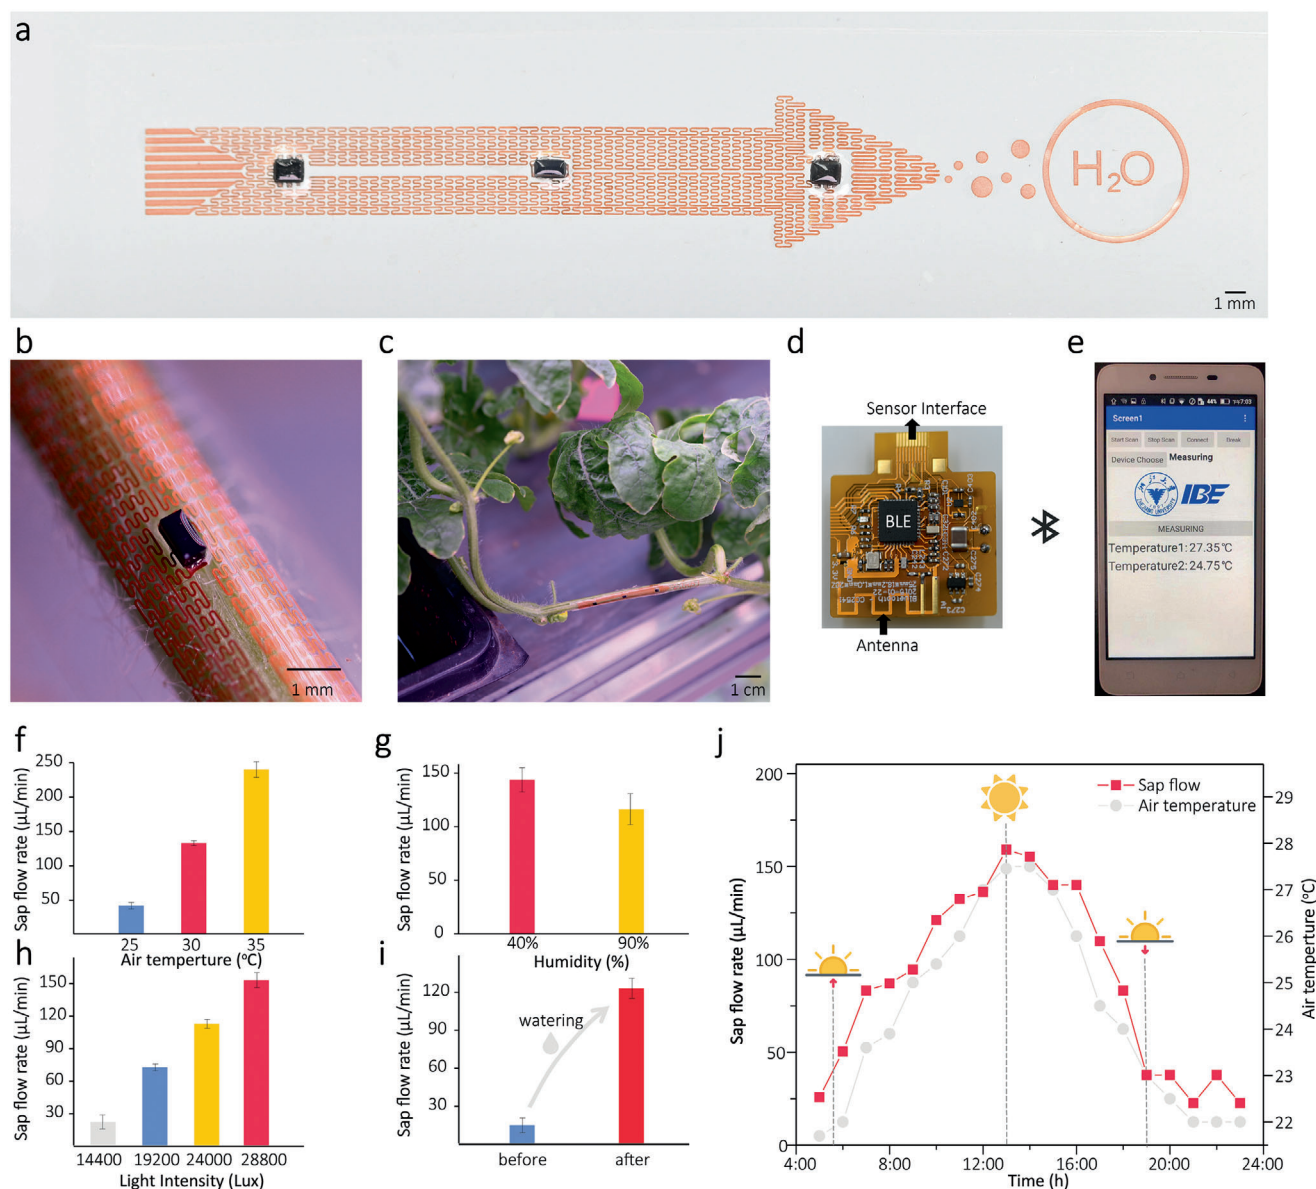 a
H₂O
1 mm
b
1 mm
c
1 cm
d
Sensor Interface
BLE
Antenna
e
7:03
44%
Screen1
Start Scan Stop Scan Connect Break
Device Choose Measuring
IBE
MEASURING
Temperature1: 27.35℃
Temperature2: 24.75℃
f
Sap flow rate (µL/min)
250
200
150
100
50
25 30 35
Air temperture (°C)
g
Sap flow rate (µL/min)
150
100
50
0
40% 90%
Humidity (%)
h
Sap flow rate (µL/min)
150
120
90
60
30
14400 19200 24000 28800
Light Intensity (Lux)
i
Sap flow rate (µL/min)
120
90
60
30
watering
before after
j
Sap flow rate (µL/min)
200
150
100
50
0
Sap flow
Air temperature
29
28
27
26
25
24
23
22
Air temperture (°C)
4:00 8:00 12:00 16:00 20:00 24:00
Time (h)